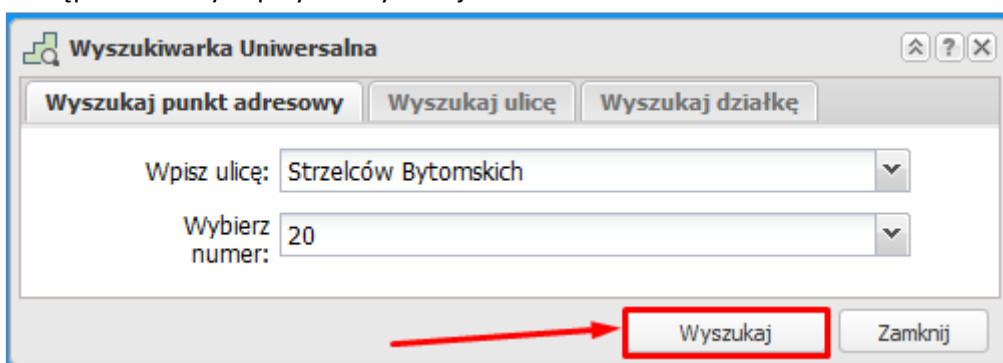 Wyszukiwarka Uniwersalna
Wyszukaj punkt adresowy Wyszukaj ulicę Wyszukaj działkę
Wpisz ulicę: Strzelców Bytomskich
Wybierz
numer: 20
Wyszukaj Zamknij